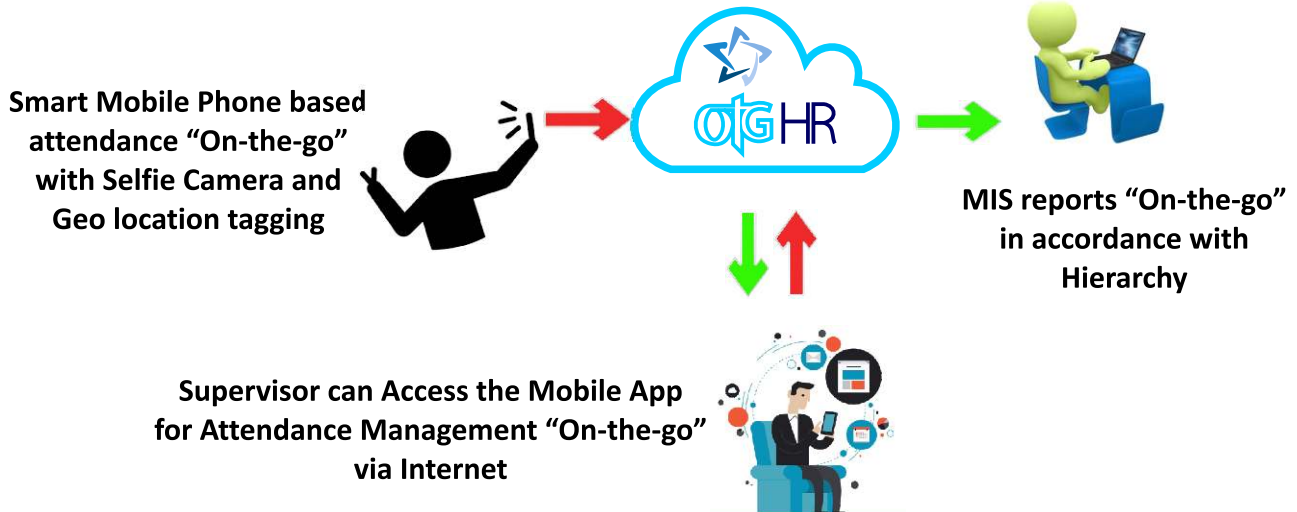 Smart Mobile Phone based
attendance “On-the-go”
with Selfie Camera and
Geo location tagging
OTG HR
MIS reports “On-the-go”
in accordance with
Hierarchy
Supervisor can Access the Mobile App
for Attendance Management “On-the-go”
via Internet